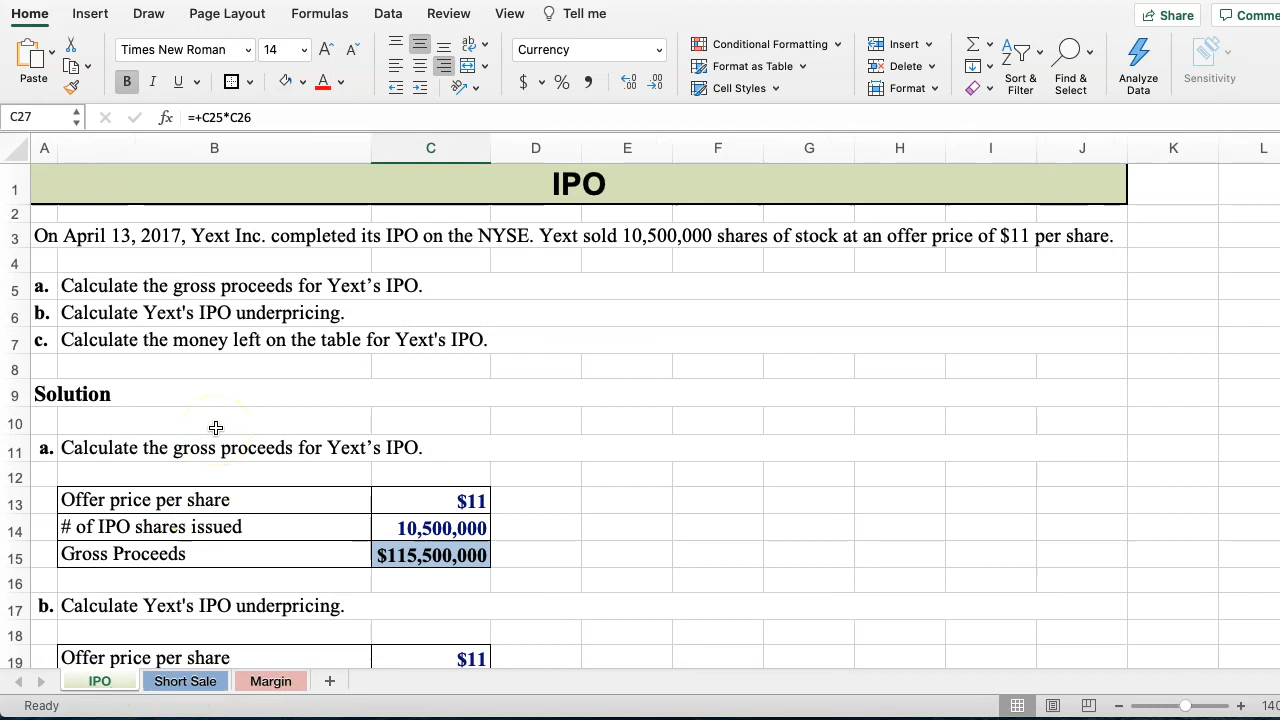 Home Insert Draw Page Layout Formulas Data Review View Tell me Share Comme
Times New Roman 14 A^ A˅ ab Currency Conditional Formatting Insert Σ A Z
Paste B I U A $ % , Format as Table Delete Sort & Filter Find & Select Analyze Data Sensitivity
Cell Styles Format
C27 fx =+C25*C26
A B C D E F G H I J K L
1 IPO
2
3 On April 13, 2017, Yext Inc. completed its IPO on the NYSE. Yext sold 10,500,000 shares of stock at an offer price of $11 per share.
4
5 a. Calculate the gross proceeds for Yext’s IPO.
6 b. Calculate Yext's IPO underpricing.
7 c. Calculate the money left on the table for Yext's IPO.
8
9 Solution
10
11 a. Calculate the gross proceeds for Yext’s IPO.
12
13 Offer price per share $11
14 # of IPO shares issued 10,500,000
15 Gross Proceeds $115,500,000
16
17 b. Calculate Yext's IPO underpricing.
18
19 Offer price per share $11
IPO Short Sale Margin +
Ready 140